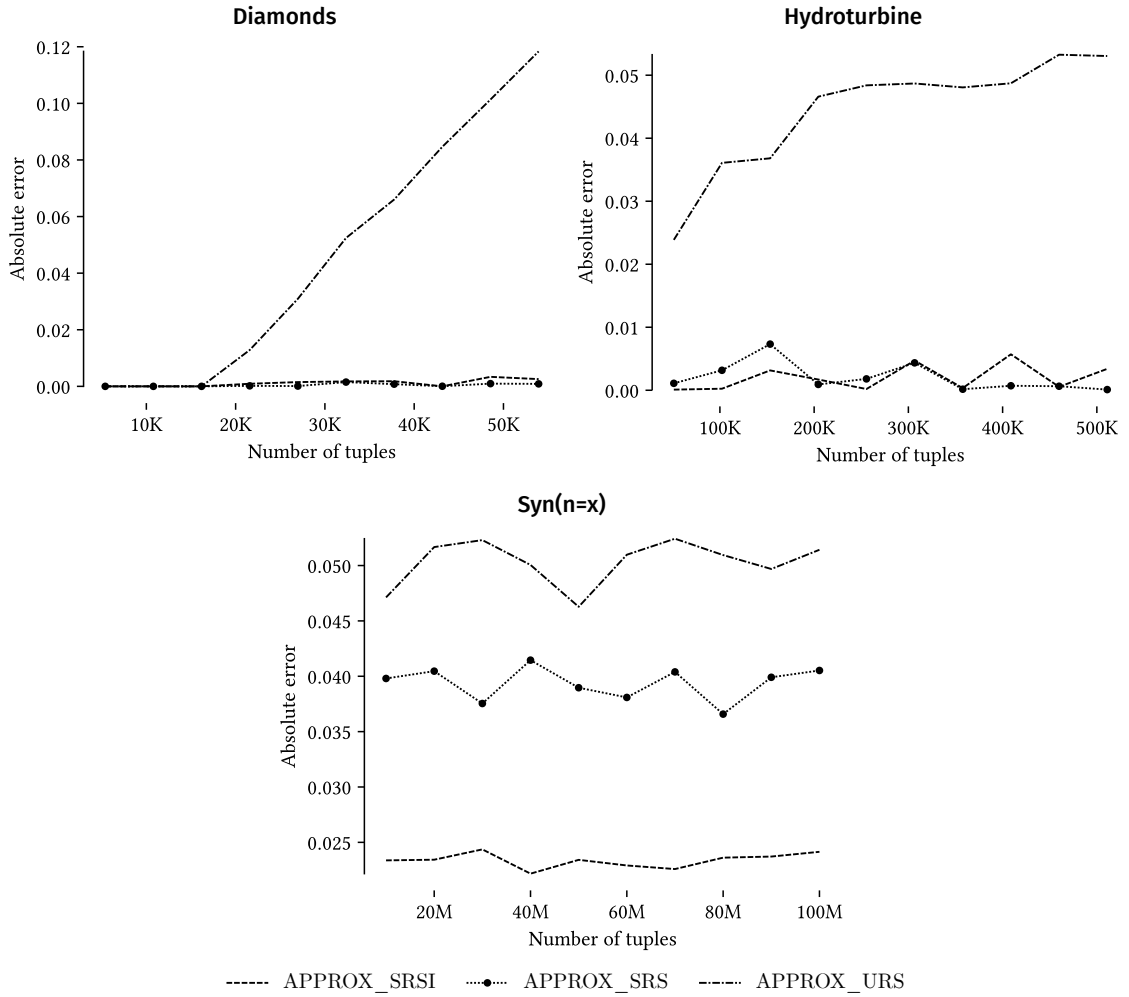 Diamonds
Absolute error
0.12
0.10
0.08
0.06
0.04
0.02
0.00
10K 20K 30K 40K 50K
Number of tuples
Hydroturbine
Absolute error
0.05
0.04
0.03
0.02
0.01
0.00
100K 200K 300K 400K 500K
Number of tuples
Syn(n=x)
Absolute error
0.050
0.045
0.040
0.035
0.030
0.025
20M 40M 60M 80M 100M
Number of tuples
APPROX_SRSI APPROX_SRS APPROX_URS